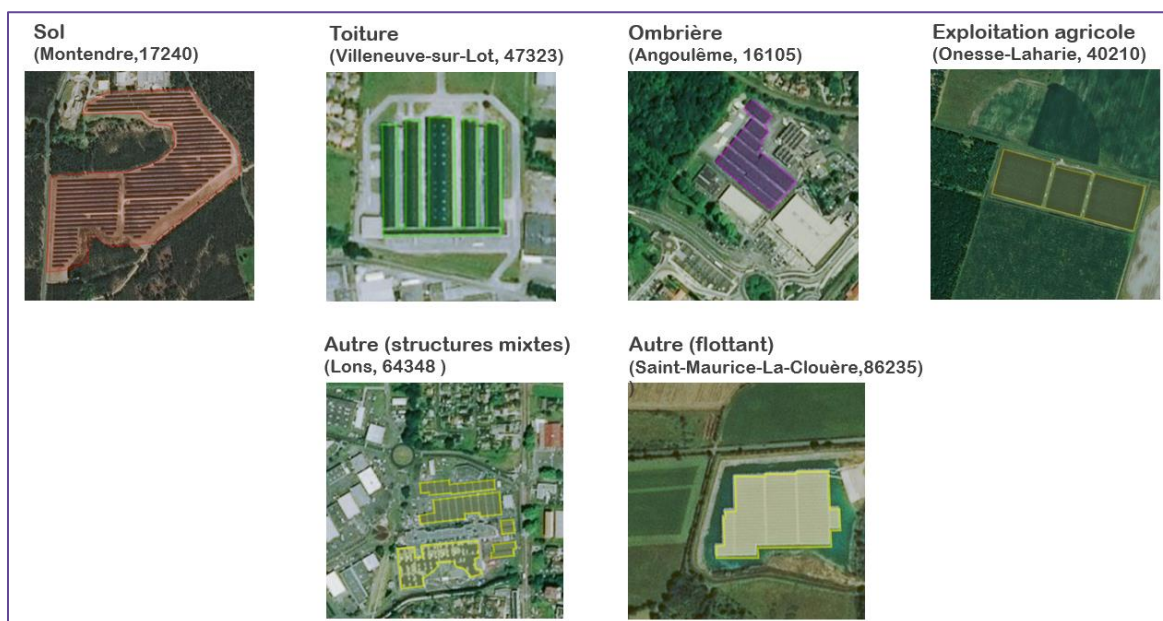 Sol
(Montendre,17240)
Toiture
(Villeneuve-sur-Lot, 47323)
Ombrière
(Angoulême, 16105)
Exploitation agricole
(Onesse-Laharie, 40210)
Autre (structures mixtes)
(Lons, 64348 )
Autre (flottant)
(Saint-Maurice-La-Clouère,86235)
)